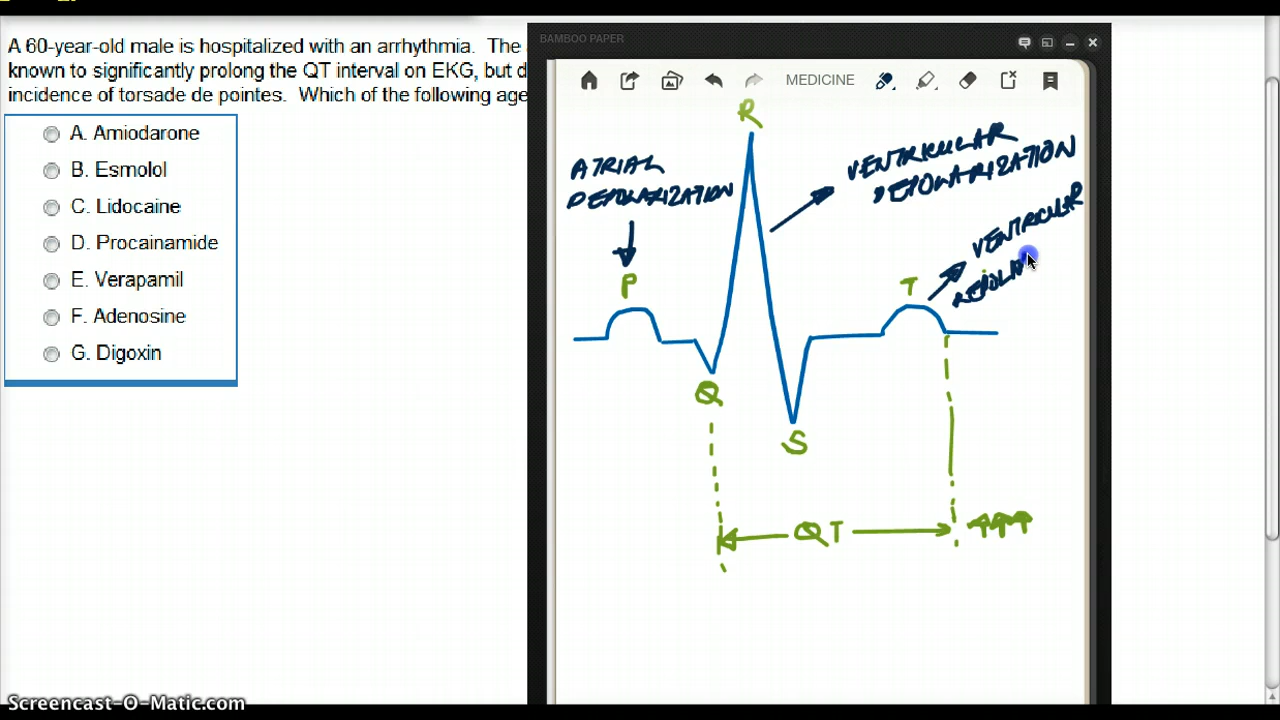 A 60-year-old male is hospitalized with an arrhythmia. The
known to significantly prolong the QT interval on EKG, but d
incidence of torsade de pointes. Which of the following age
A. Amiodarone
B. Esmolol
C. Lidocaine
D. Procainamide
E. Verapamil
F. Adenosine
G. Digoxin
BAMBOO PAPER
MEDICINE
R
ATRIAL
DEPOLARIZATION
VENTRICULAR
DEPOLARIZATION
VENTRICULAR
REPOLA
P
T
Q
S
QT
Screencast-O-Matic.com